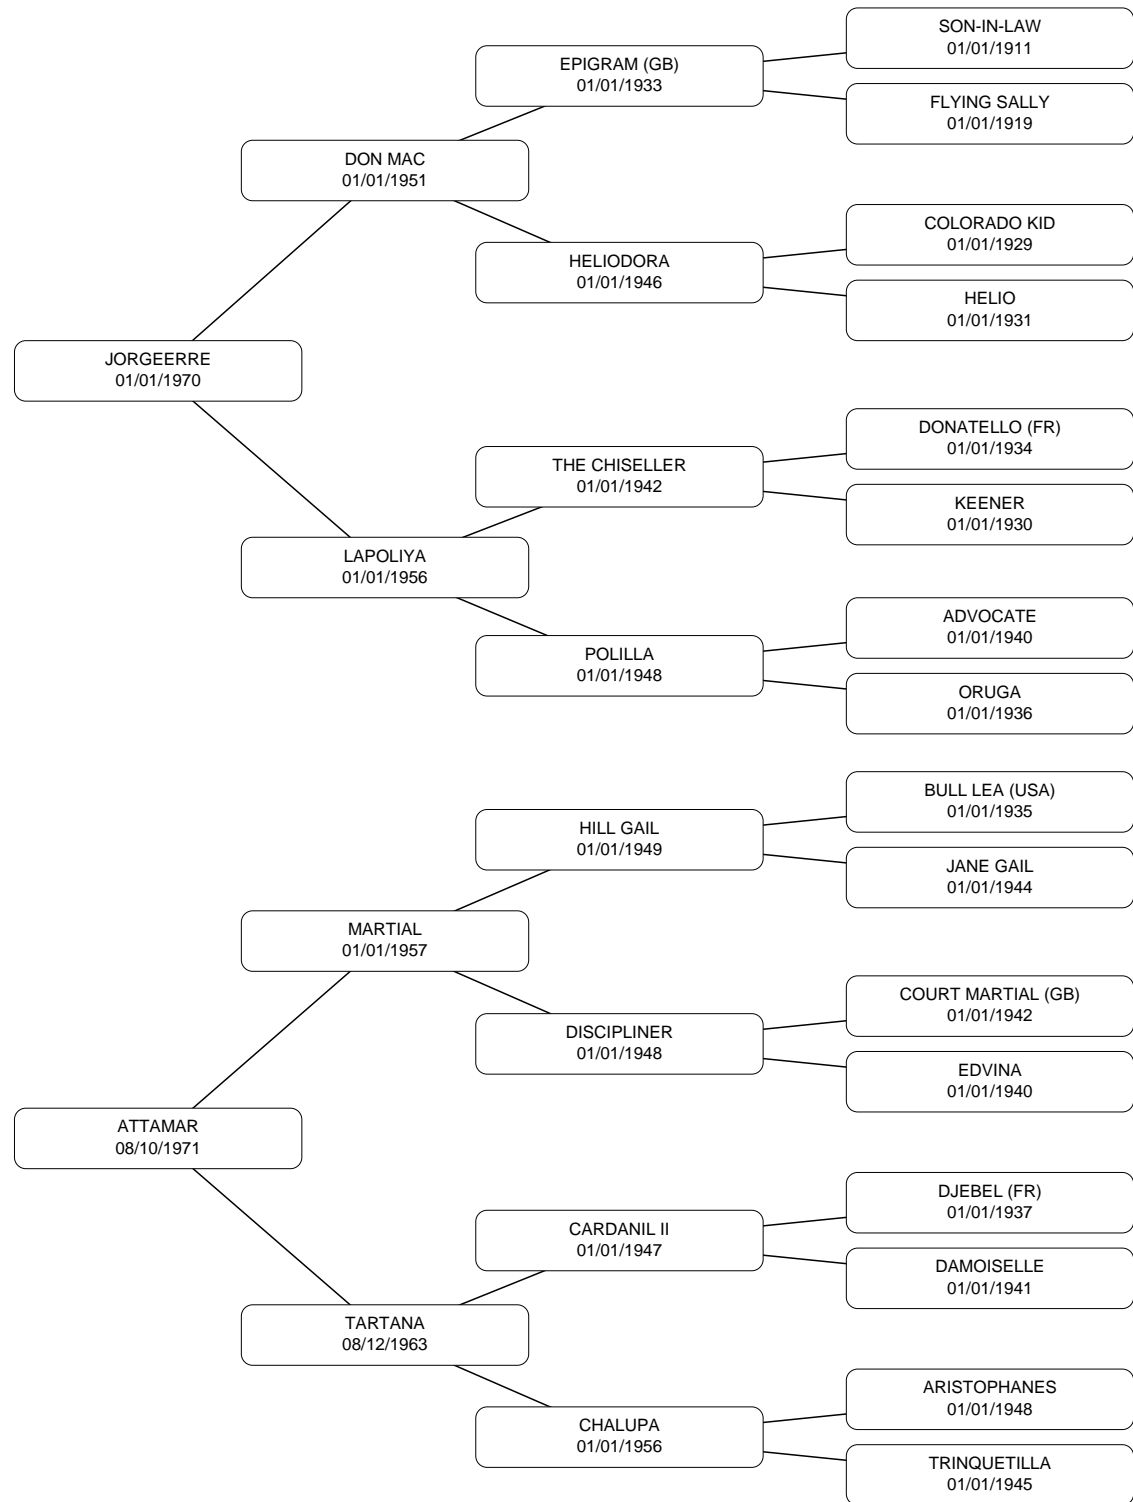 SON-IN-LAW
01/01/1911
EPIGRAM (GB)
01/01/1933
FLYING SALLY
01/01/1919
DON MAC
01/01/1951
COLORADO KID
01/01/1929
HELIODORA
01/01/1946
HELIO
01/01/1931
JORGEERRE
01/01/1970
DONATELLO (FR)
01/01/1934
THE CHISELLER
01/01/1942
KEENER
01/01/1930
LAPOLIYA
01/01/1956
ADVOCATE
01/01/1940
POLILLA
01/01/1948
ORUGA
01/01/1936
BULL LEA (USA)
01/01/1935
HILL GAIL
01/01/1949
JANE GAIL
01/01/1944
MARTIAL
01/01/1957
COURT MARTIAL (GB)
01/01/1942
DISCIPLINER
01/01/1948
EDVINA
01/01/1940
ATTAMAR
08/10/1971
DJEBEL (FR)
01/01/1937
CARDANIL II
01/01/1947
DAMOISELLE
01/01/1941
TARTANA
08/12/1963
ARISTOPHANES
01/01/1948
CHALUPA
01/01/1956
TRINQUETILLA
01/01/1945